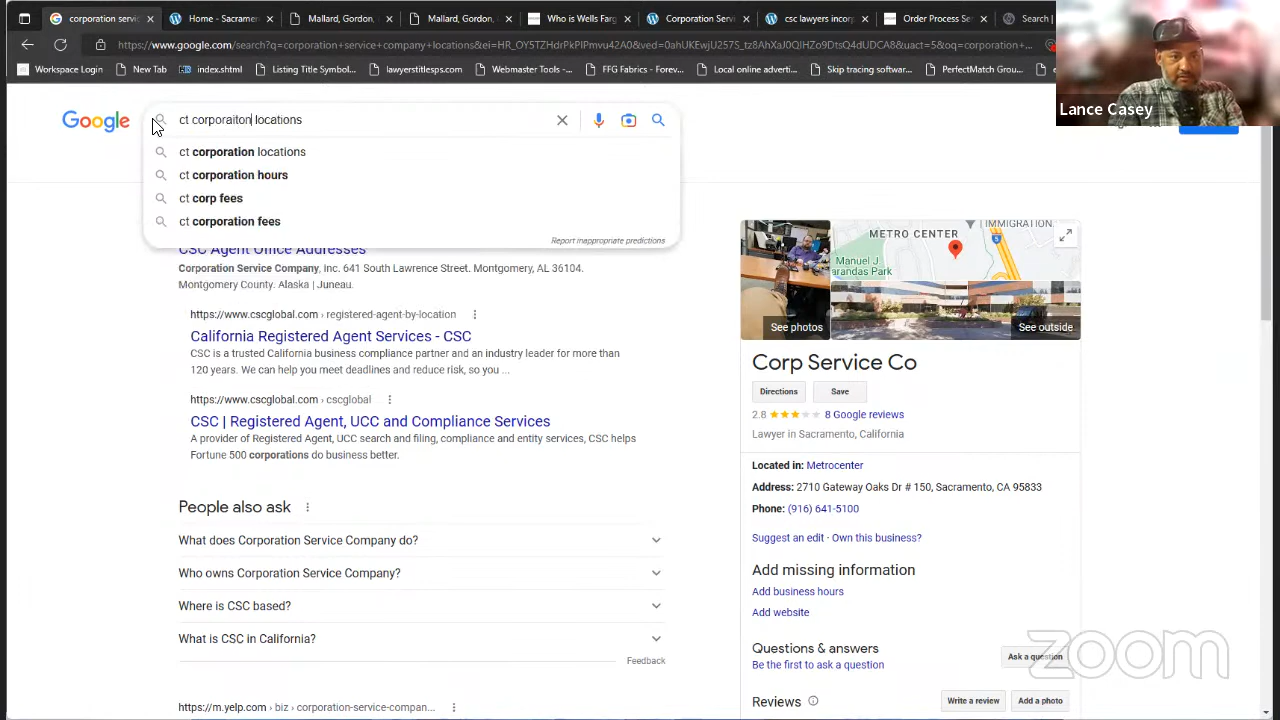 corporation servic
Home - Sacramen
Mallard, Gordon,
Mallard, Gordon,
Who is Wells Farg
Corporation Servic
csc lawyers incorp
Order Process Se
Search |
https://www.google.com/search?q=corporation+service+company+locations&ei=HR_OY5TZHdrPkPIPmvu42A0&ved=0ahUKEwjU257S_tz8AhXaJ0QIHZo9DtsQ4dUDCA8&uact=5&oq=corporation+...
Workspace Login
New Tab
index.shtml
Listing Title Symbol...
lawyerstitleps.com
Webmaster Tools -...
FFG Fabrics - Forec...
Local online adverti...
Skip tracing softwar...
PerfectMatch Grou...
Lance Casey
Google
ct corporaiton locations
ct corporation locations
ct corporation hours
ct corp fees
ct corporation fees
Report inappropriate predictions
CSC Agent Office Addresses
Corporation Service Company, Inc. 641 South Lawrence Street. Montgomery, AL 36104.
Montgomery County. Alaska | Juneau.
https://www.cscglobal.com › registered-agent-by-location
California Registered Agent Services - CSC
CSC is a trusted California business compliance partner and an industry leader for more than
120 years. We can help you meet deadlines and reduce risk, so you ...
https://www.cscglobal.com › cscglobal
CSC | Registered Agent, UCC and Compliance Services
A provider of Registered Agent, UCC search and filing, compliance and entity services, CSC helps
Fortune 500 corporations do business better.
People also ask
What does Corporation Service Company do?
Who owns Corporation Service Company?
Where is CSC based?
What is CSC in California?
Feedback
https://m.yelp.com › biz › corporation-service-compan...
METRO CENTER
IMMIGRATION
Manuel J.
arandas Park
See photos
See outside
Corp Service Co
Directions
Save
2.8
8 Google reviews
Lawyer in Sacramento, California
Located in: Metrocenter
Address: 2710 Gateway Oaks Dr # 150, Sacramento, CA 95833
Phone: (916) 641-5100
Suggest an edit · Own this business?
Add missing information
Add business hours
Add website
Questions & answers
Be the first to ask a question
Ask a question
Reviews
Write a review
Add a photo
zoom